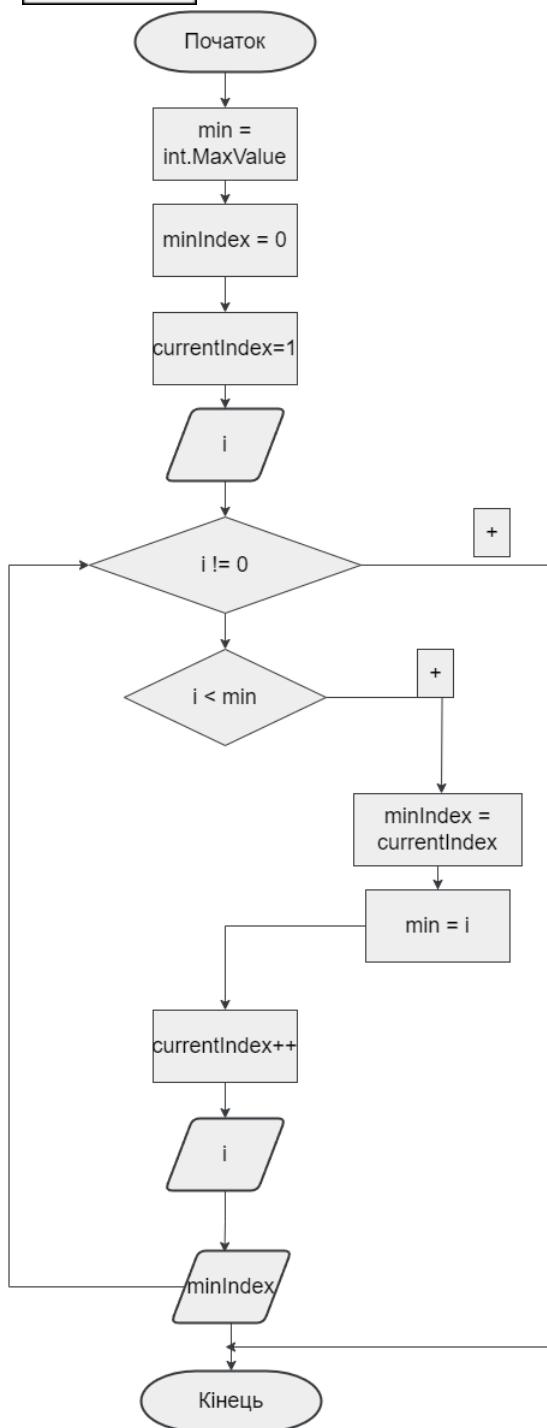 Початок
min =
int.MaxValue
minIndex = 0
currentIndex=1
i
+
i != 0
+
i < min
minIndex =
currentIndex
min = i
currentIndex++
i
minIndex
Кінець